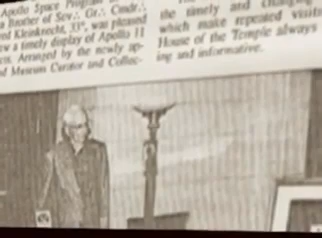 Apollo Space Program
a Brother of Sov∴ Gr∴ Cmdr∴
Kleinknecht, 33°, was pleased
a timely display of Apollo 11
Arranged by the newly ap-
Museum Curator and Collec-
the timely and changing
which make repeated visits
House of the Temple always
ing and informative.